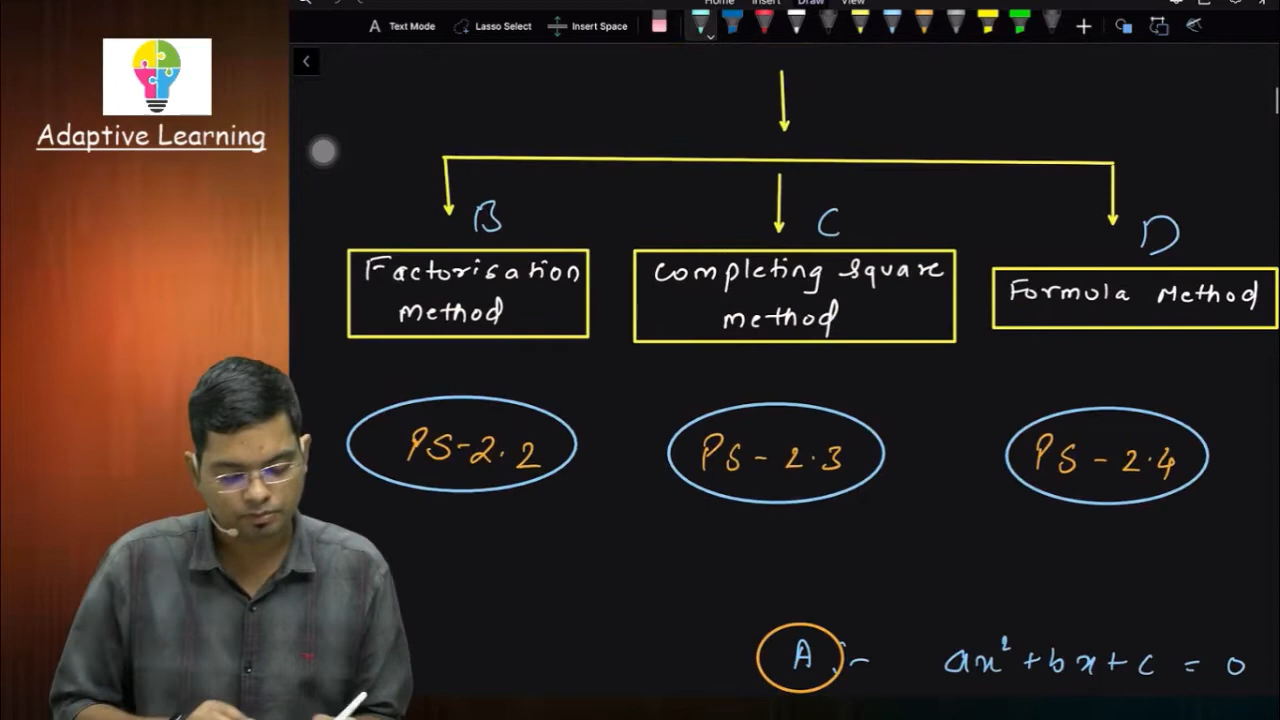 Home Insert Draw View
Text Mode Lasso Select Insert Space
Adaptive Learning
B C D
Factorisation method
Completing square method
Formula Method
PS-2.2 PS-2.3 PS-2.4
A :- ax²+bx+c = 0